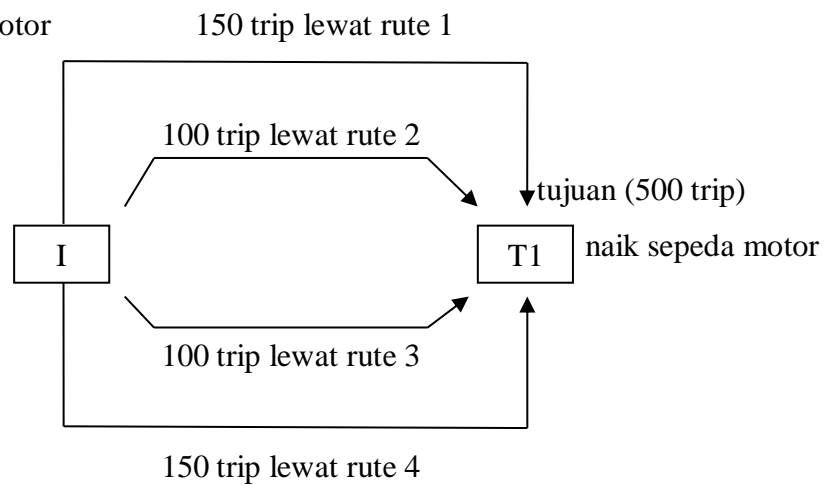 otor
150 trip lewat rute 1
100 trip lewat rute 2
tujuan (500 trip)
I
T1
naik sepeda motor
100 trip lewat rute 3
150 trip lewat rute 4